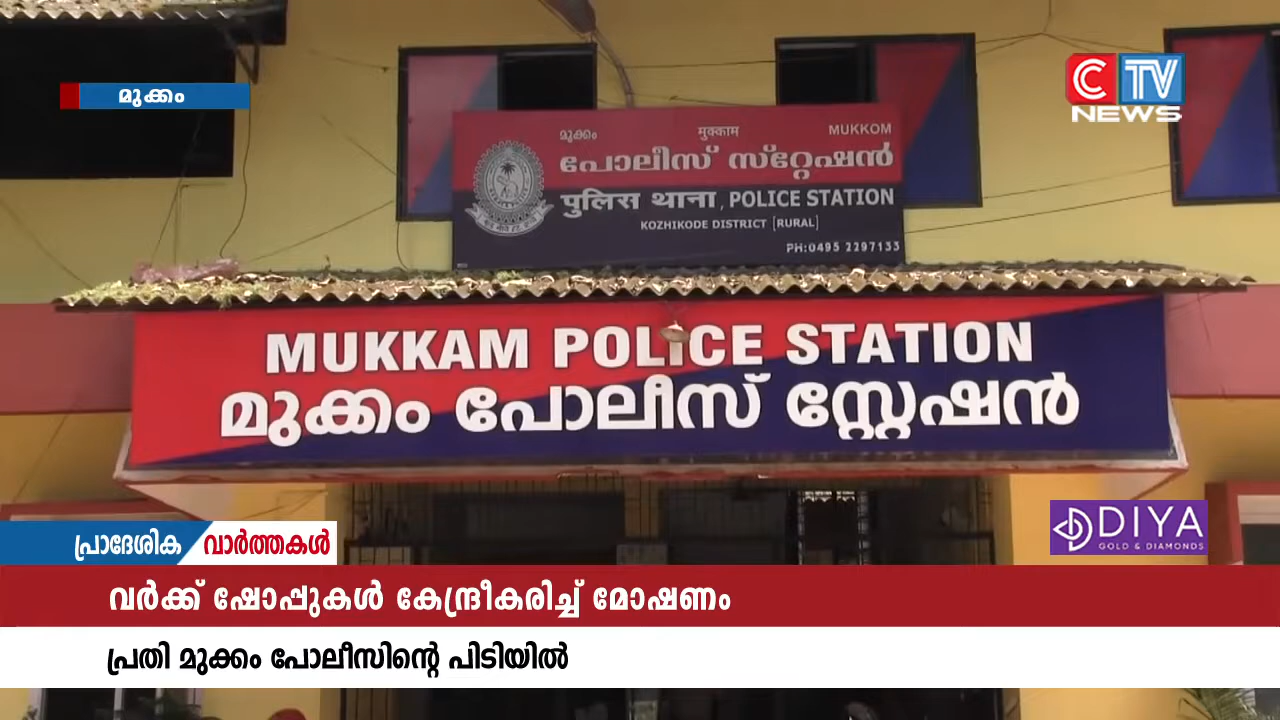 മുക്കം
CTV
NEWS
മുക്കം मुक्काम MUKKOM
പോലീസ് സ്റ്റേഷൻ
पुलिस थाना, POLICE STATION
KOZHIKODE DISTRICT [RURAL]
PH:0495 2297133
MUKKAM POLICE STATION
മുക്കം പോലീസ് സ്റ്റേഷൻ
DIYA
GOLD & DIAMONDS
പ്രാദേശിക വാർത്തകൾ
വർക്ക് ഷോപ്പുകൾ കേന്ദ്രീകരിച്ച് മോഷണം
പ്രതി മുക്കം പോലീസിന്റെ പിടിയിൽ